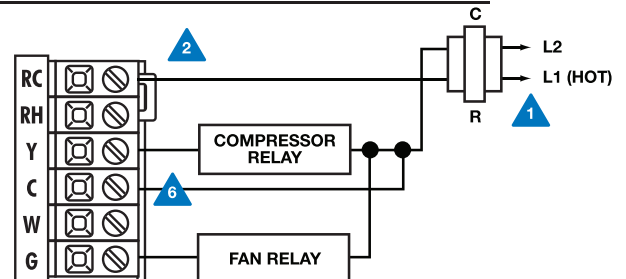 C
2
L2
RC
L1 (HOT)
RH
R
1
Y
COMPRESSOR
RELAY
C
6
W
G
FAN RELAY